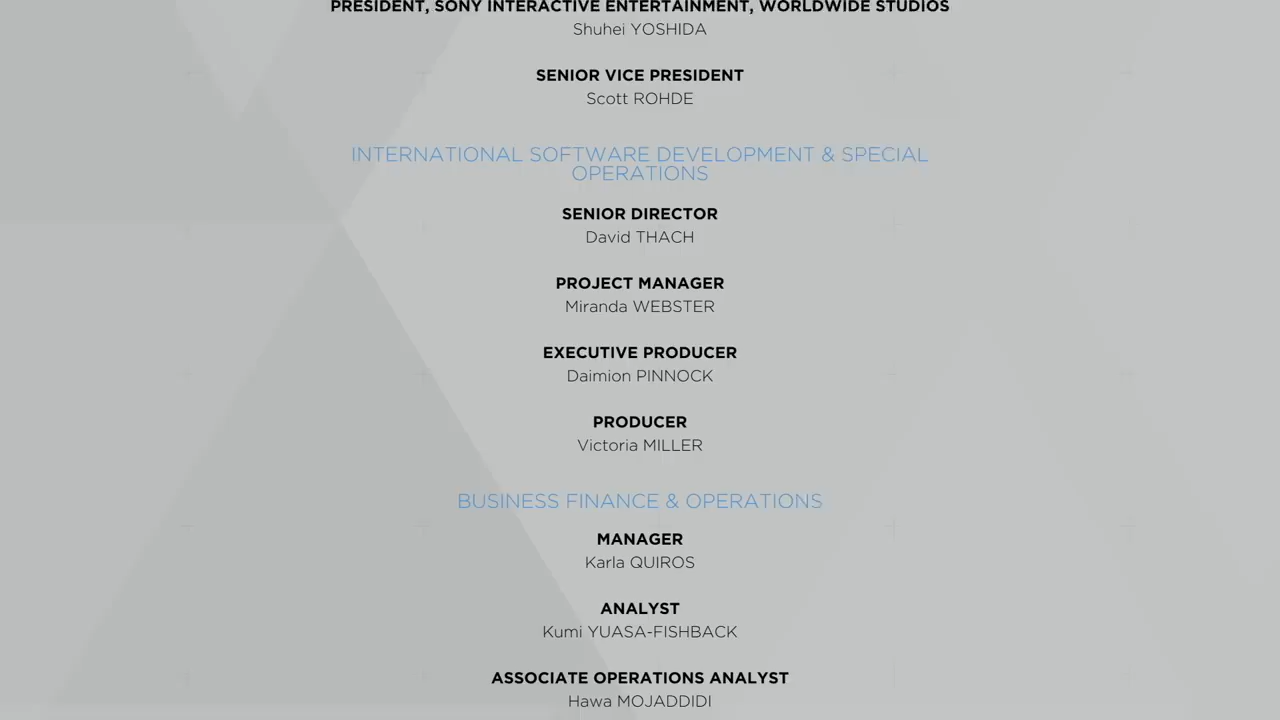 PRESIDENT, SONY INTERACTIVE ENTERTAINMENT, WORLDWIDE STUDIOS
Shuhei YOSHIDA
SENIOR VICE PRESIDENT
Scott ROHDE
INTERNATIONAL SOFTWARE DEVELOPMENT & SPECIAL
OPERATIONS
SENIOR DIRECTOR
David THACH
PROJECT MANAGER
Miranda WEBSTER
EXECUTIVE PRODUCER
Daimion PINNOCK
PRODUCER
Victoria MILLER
BUSINESS FINANCE & OPERATIONS
MANAGER
Karla QUIROS
ANALYST
Kumi YUASA-FISHBACK
ASSOCIATE OPERATIONS ANALYST
Hawa MOJADDIDI